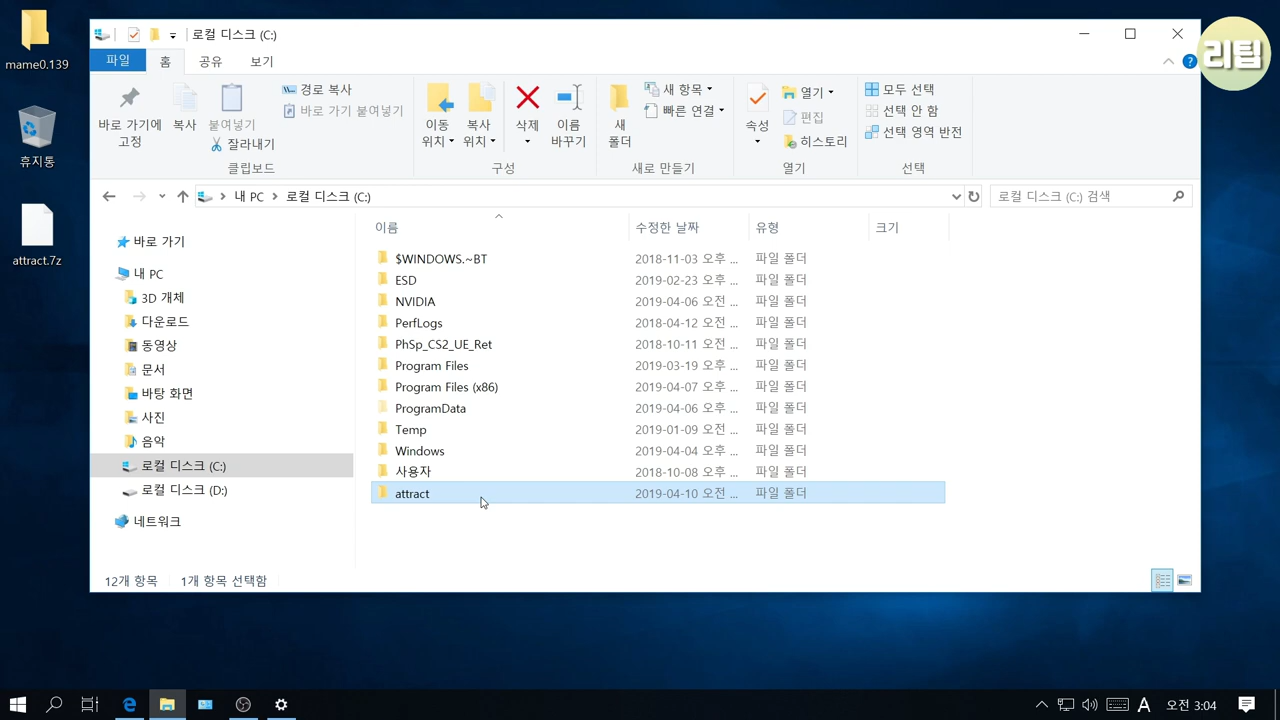 mame0.139
휴지통
attract.7z
로컬 디스크 (C:)
리팁
파일
홈
공유
보기
바로 가기에
고정
복사
붙여넣기
경로 복사
바로 가기 붙여넣기
잘라내기
클립보드
이동
위치
복사
위치
삭제
이름
바꾸기
구성
새
폴더
새 항목
빠른 연결
새로 만들기
속성
열기
편집
히스토리
열기
모두 선택
선택 안 함
선택 영역 반전
선택
내 PC > 로컬 디스크 (C:)
로컬 디스크 (C:) 검색
바로 가기
내 PC
3D 개체
다운로드
동영상
문서
바탕 화면
사진
음악
로컬 디스크 (C:)
로컬 디스크 (D:)
네트워크
이름 수정한 날짜 유형 크기
$WINDOWS.~BT 2018-11-03 오후 ... 파일 폴더
ESD 2019-02-23 오후 ... 파일 폴더
NVIDIA 2019-04-06 오전 ... 파일 폴더
PerfLogs 2018-04-12 오전 ... 파일 폴더
PhSp_CS2_UE_Ret 2018-10-11 오후 ... 파일 폴더
Program Files 2019-03-19 오후 ... 파일 폴더
Program Files (x86) 2019-04-07 오후 ... 파일 폴더
ProgramData 2019-04-06 오후 ... 파일 폴더
Temp 2019-01-09 오전 ... 파일 폴더
Windows 2019-04-04 오후 ... 파일 폴더
사용자 2018-10-08 오후 ... 파일 폴더
attract 2019-04-10 오전 ... 파일 폴더
12개 항목 1개 항목 선택함
A 오전 3:04